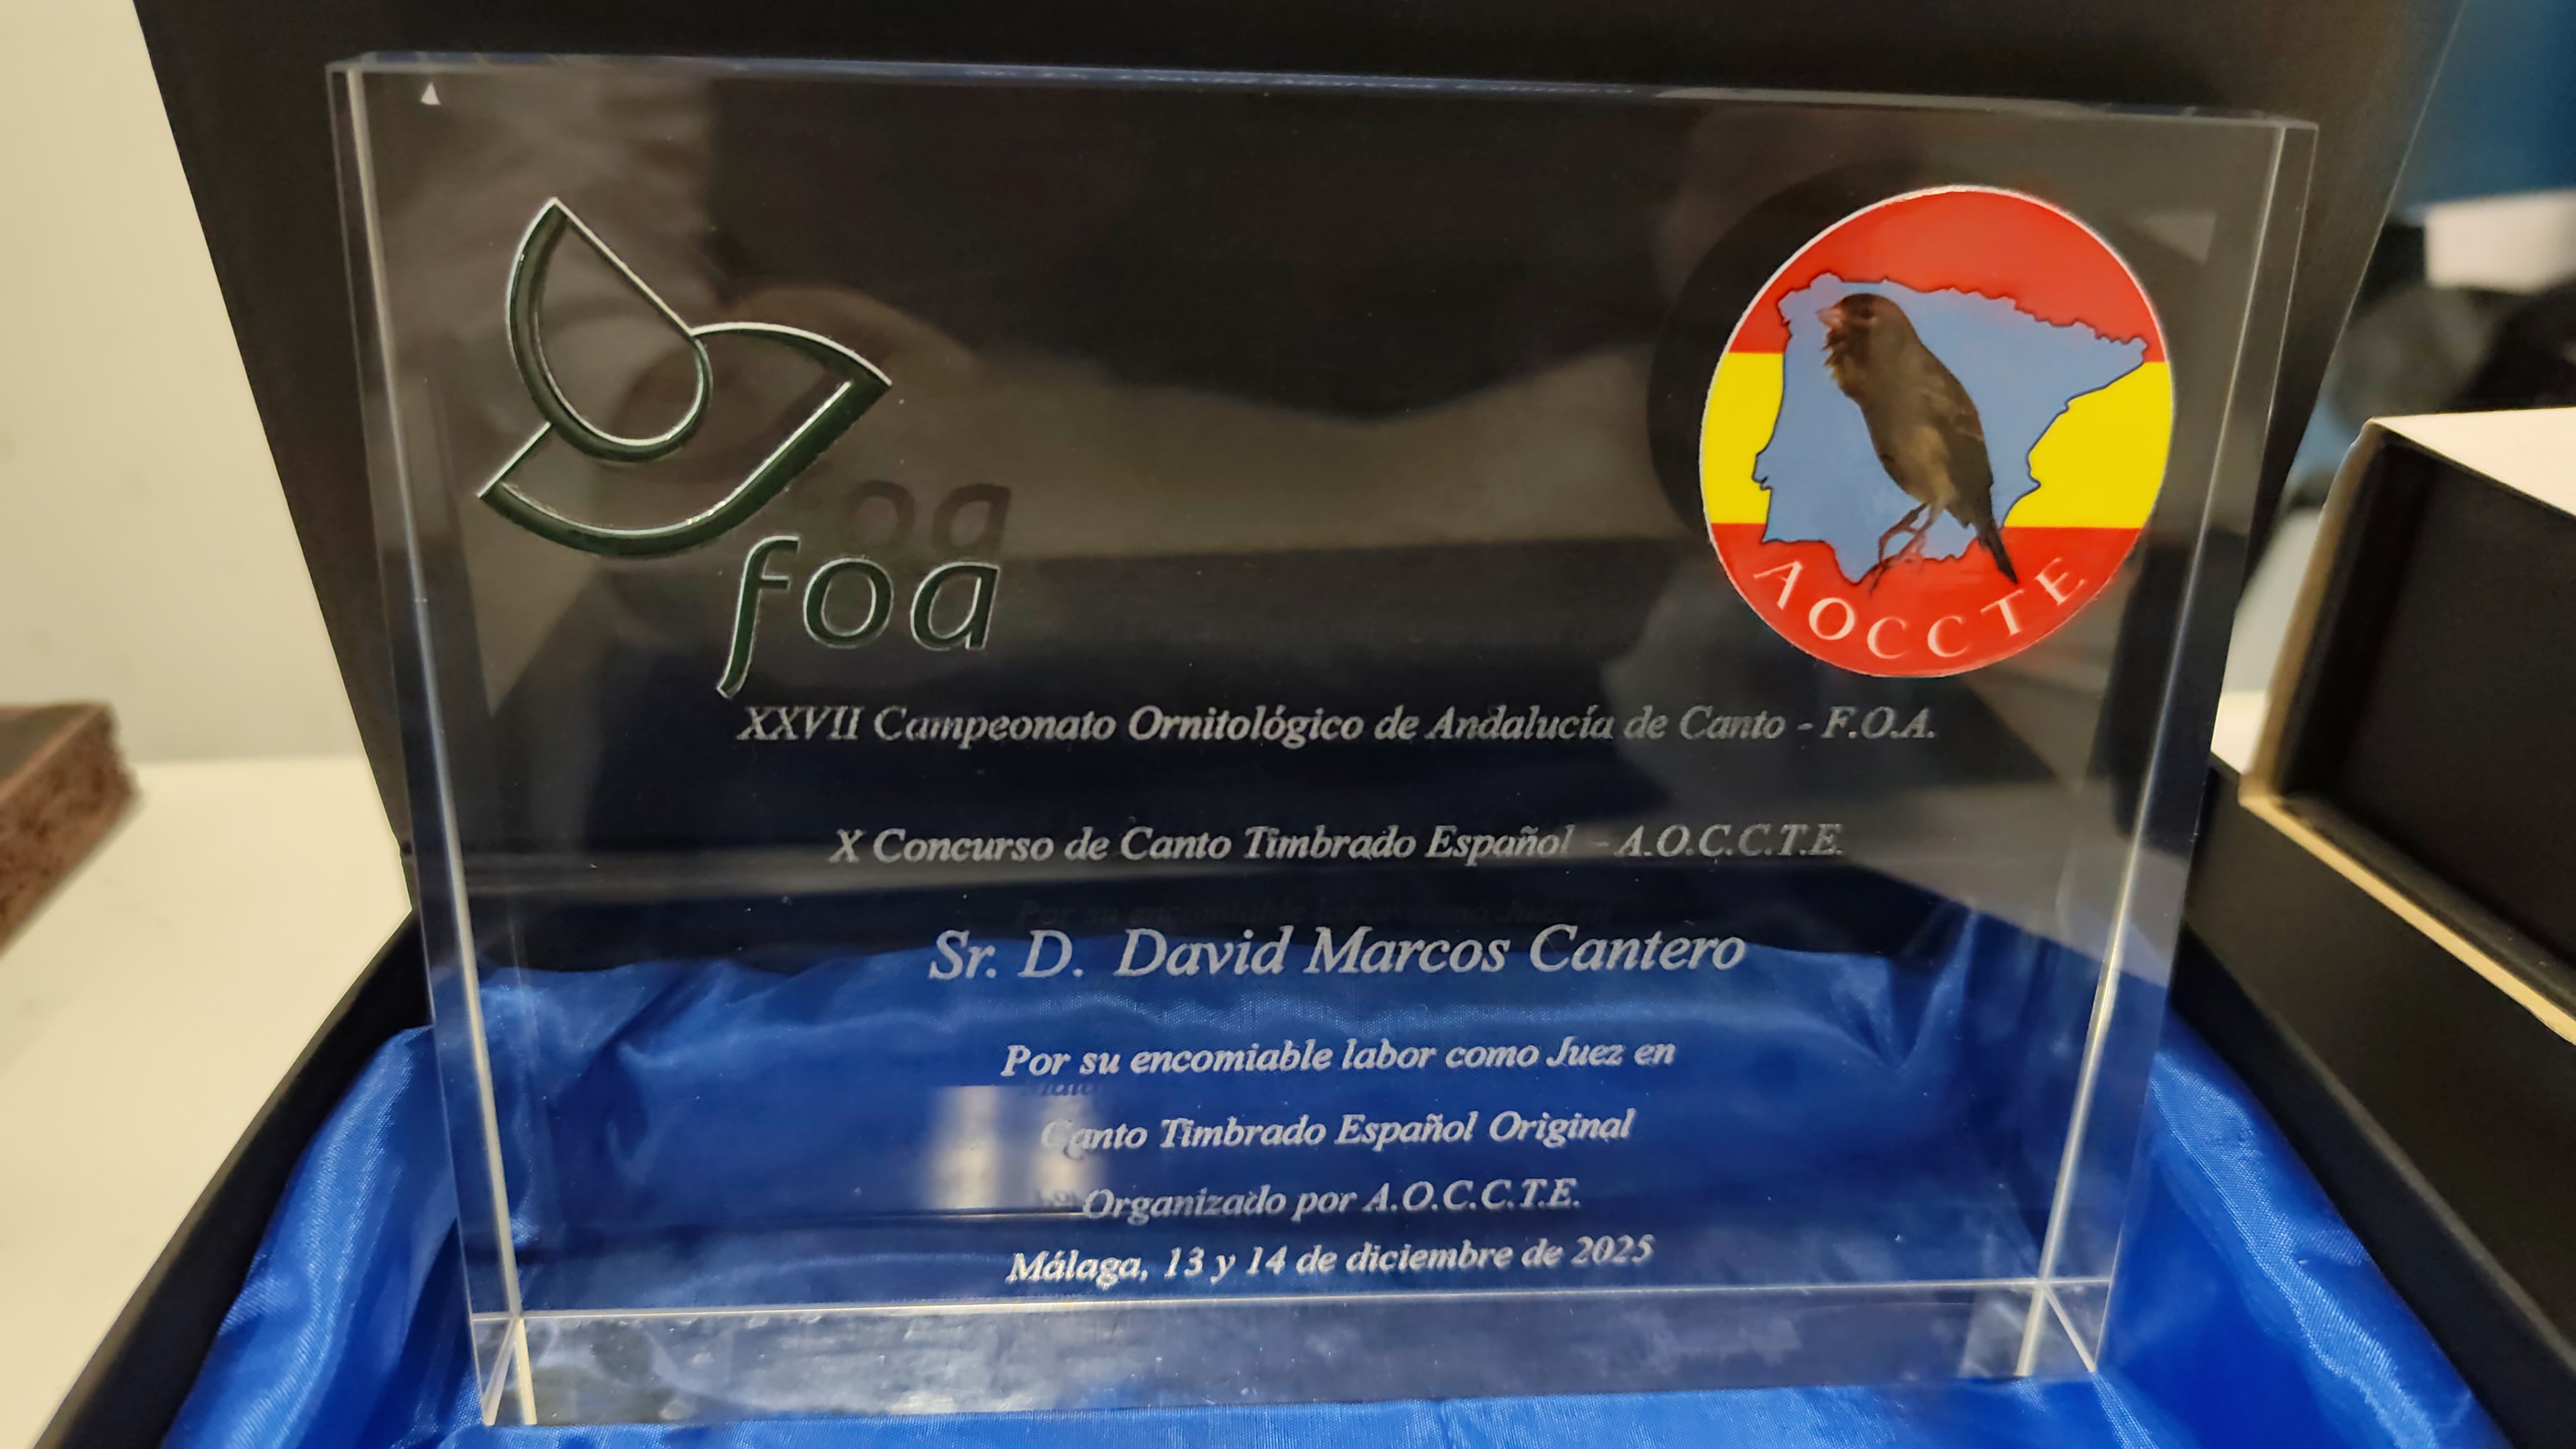 foa
AOCCTE
XXVII Campeonato Ornitológico de Andalucía de Canto - F.O.A.
X Concurso de Canto Timbrado Español - A.O.C.C.T.E.
Sr. D. David Marcos Cantero
Por su encomiable labor como Juez en
Canto Timbrado Español Original
Organizado por A.O.C.C.T.E.
Málaga, 13 y 14 de diciembre de 2025